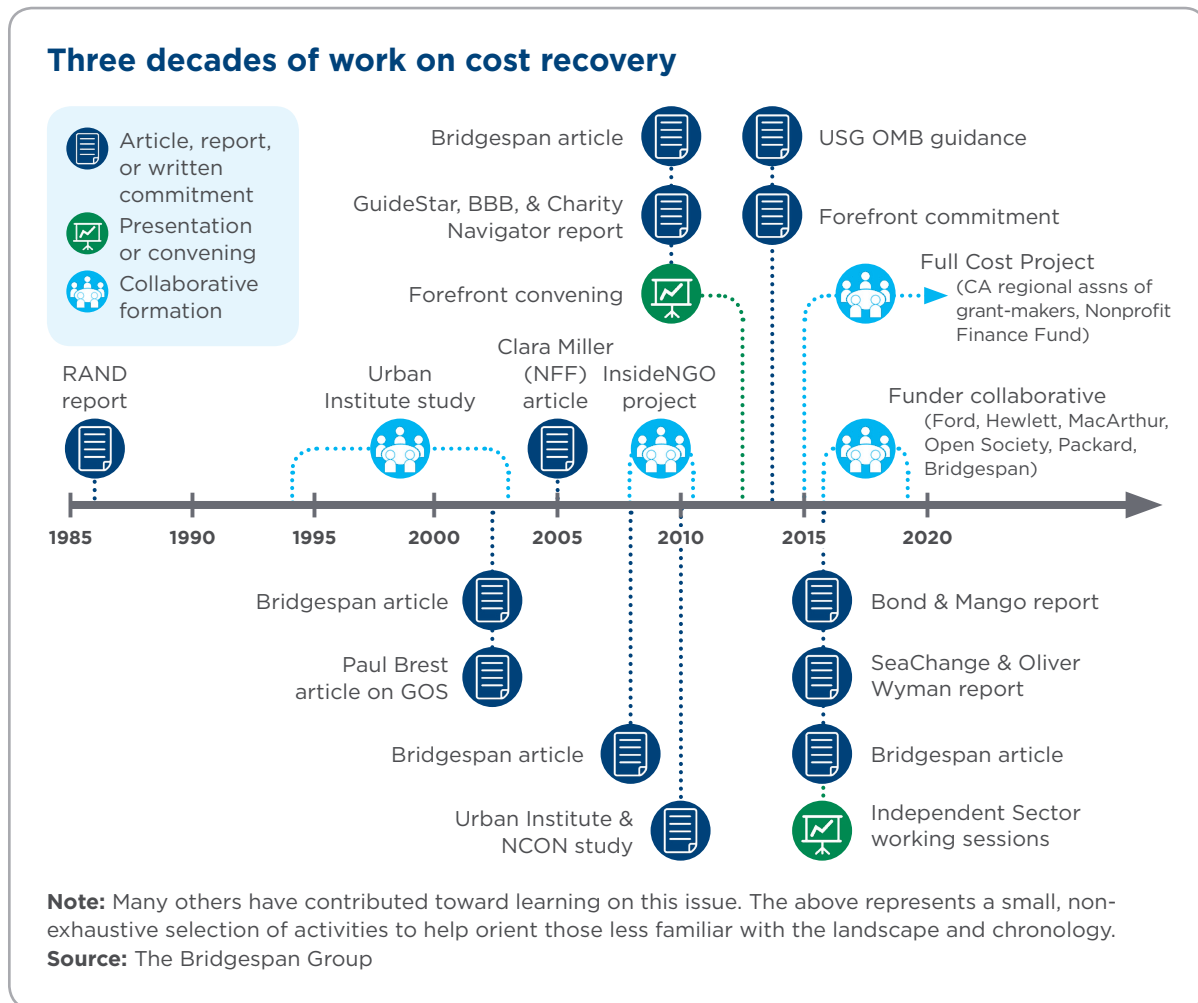 Three decades of work on cost recovery
Article, report,
or written
commitment
Presentation
or convening
Collaborative
formation
Bridgespan article
USG OMB guidance
GuideStar, BBB, & Charity
Navigator report
Forefront commitment
Forefront convening
Full Cost Project
(CA regional assns of
grant-makers, Nonprofit
Finance Fund)
RAND
report
Urban
Institute study
Clara Miller
(NFF)
article
InsideNGO
project
Funder collaborative
(Ford, Hewlett, MacArthur,
Open Society, Packard,
Bridgespan)
1985
1990
1995
2000
2005
2010
2015
2020
Bridgespan article
Paul Brest
article on GOS
Bridgespan article
Urban Institute &
NCON study
Bond & Mango report
SeaChange & Oliver
Wyman report
Bridgespan article
Independent Sector
working sessions
Note: Many others have contributed toward learning on this issue. The above represents a small, non-
exhaustive selection of activities to help orient those less familiar with the landscape and chronology.
Source: The Bridgespan Group